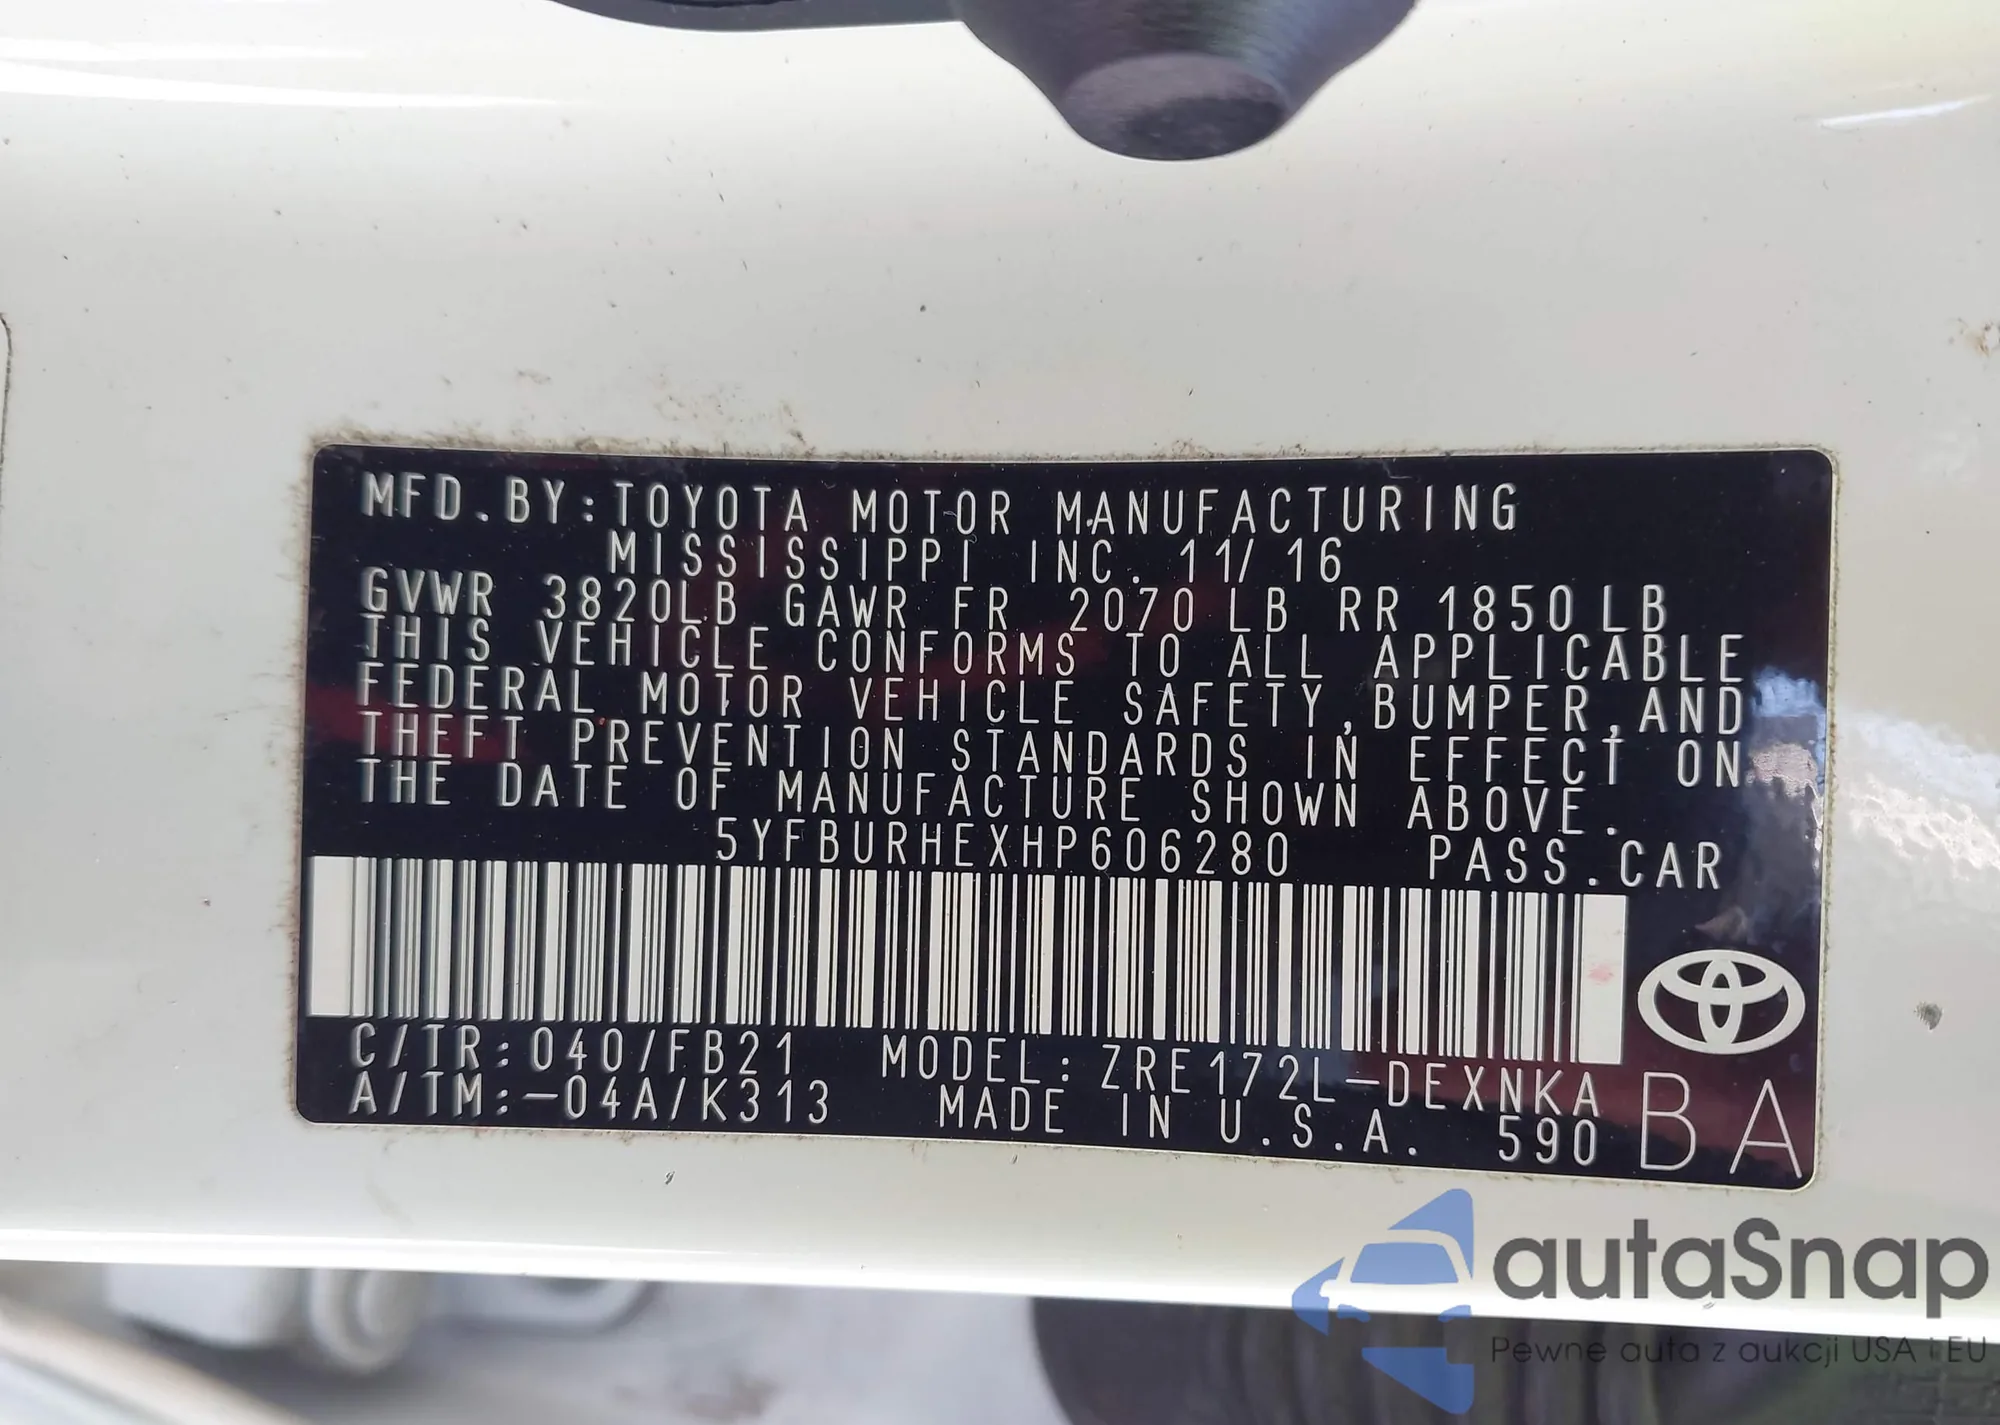 MFD.BY:TOYOTA MOTOR MANUFACTURING
MISSISSIPPI INC. 11/16
GVWR 3820LB GAWR FR 2070 LB RR 1850LB
THIS VEHICLE CONFORMS TO ALL APPLICABLE
FEDERAL MOTOR VEHICLE SAFETY,BUMPER,AND
THEFT PREVENTION STANDARDS IN EFFECT ON
THE DATE OF MANUFACTURE SHOWN ABOVE.
5YFBURHEXHP606280 PASS.CAR
C/TR:040/FB21 MODEL:ZRE172L-DEXNKA
A/TM:-04A/K313 MADE IN U.S.A. 590
BA
autaSnap
Pewne auta z aukcji USA i EU